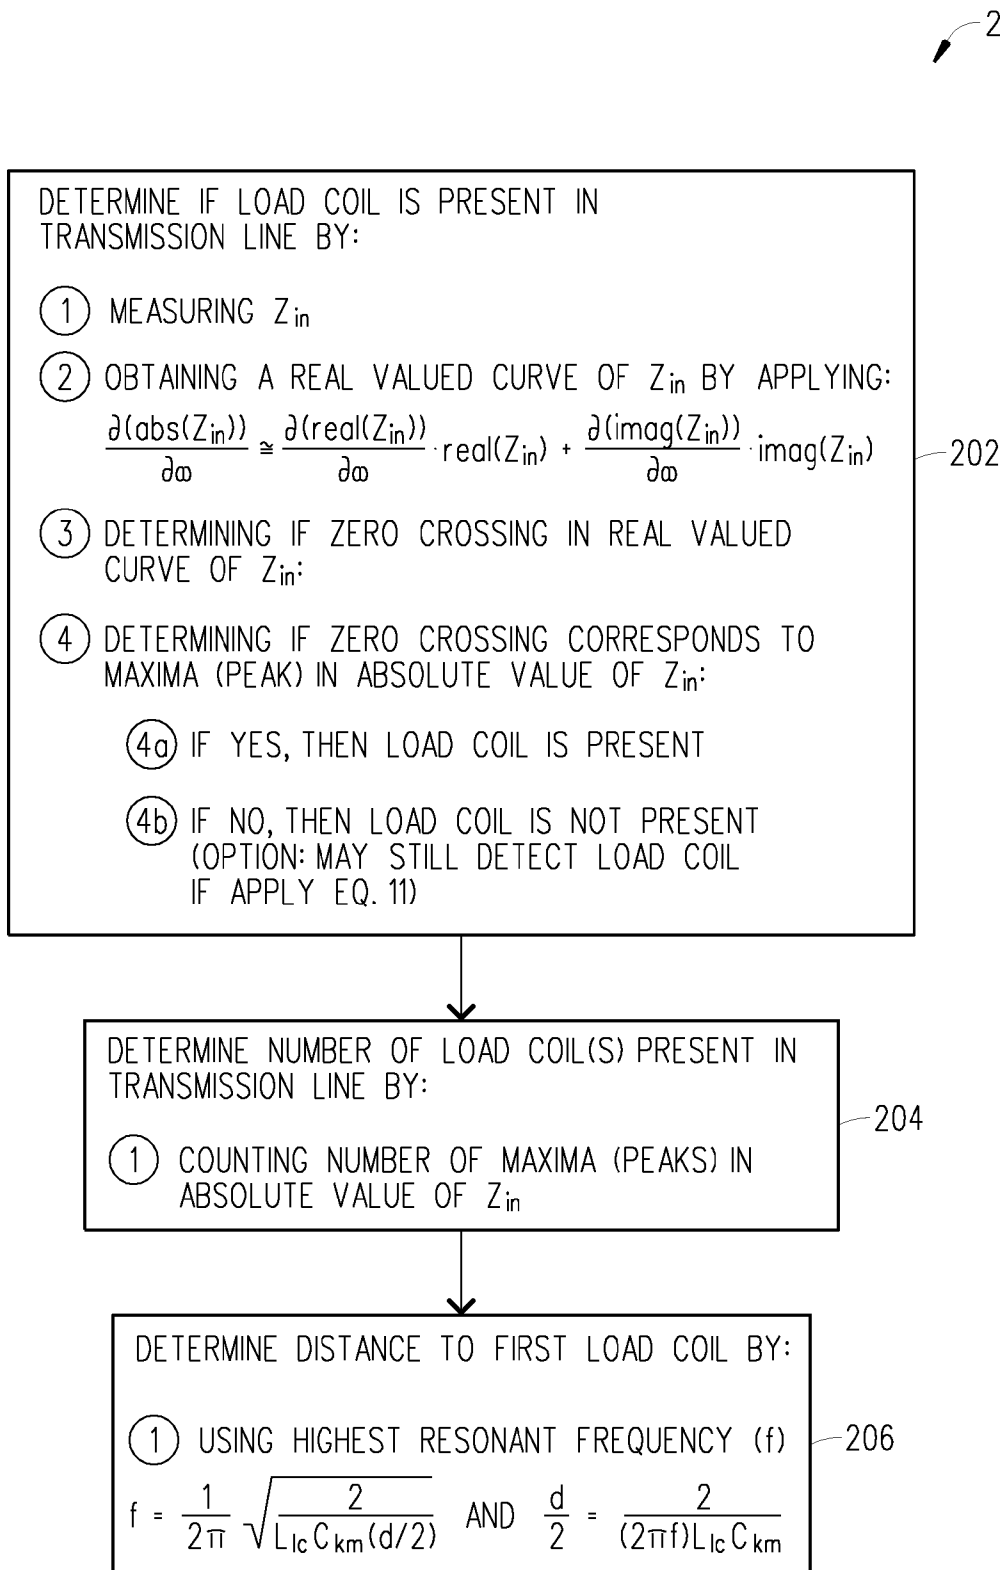 2
DETERMINE IF LOAD COIL IS PRESENT IN
TRANSMISSION LINE BY:
1 MEASURING Zin
2 OBTAINING A REAL VALUED CURVE OF Zin BY APPLYING:
∂(abs(Zin))/∂ω ≅ ∂(real(Zin))/∂ω · real(Zin) + ∂(imag(Zin))/∂ω · imag(Zin)
202
3 DETERMINING IF ZERO CROSSING IN REAL VALUED
CURVE OF Zin:
4 DETERMINING IF ZERO CROSSING CORRESPONDS TO
MAXIMA (PEAK) IN ABSOLUTE VALUE OF Zin:
4a IF YES, THEN LOAD COIL IS PRESENT
4b IF NO, THEN LOAD COIL IS NOT PRESENT
(OPTION: MAY STILL DETECT LOAD COIL
IF APPLY EQ. 11)
DETERMINE NUMBER OF LOAD COIL(S) PRESENT IN
TRANSMISSION LINE BY:
204
1 COUNTING NUMBER OF MAXIMA (PEAKS) IN
ABSOLUTE VALUE OF Zin
DETERMINE DISTANCE TO FIRST LOAD COIL BY:
1 USING HIGHEST RESONANT FREQUENCY (f)
206
f = 1/2π √(2/LlcCkm(d/2)) AND d/2 = 2/(2πf)LlcCkm